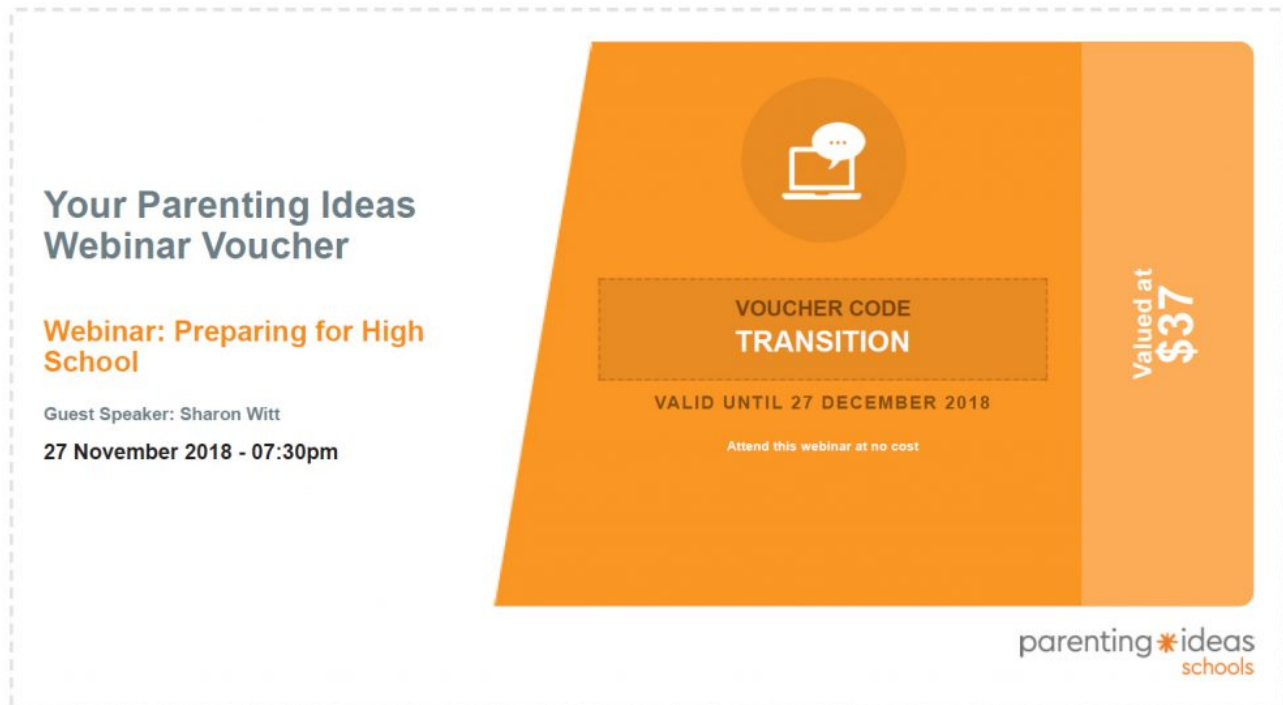 Your Parenting Ideas
Webinar Voucher
Webinar: Preparing for High
School
Guest Speaker: Sharon Witt
27 November 2018 - 07:30pm
VOUCHER CODE
TRANSITION
VALID UNTIL 27 DECEMBER 2018
Attend this webinar at no cost
Valued at
$37
parenting ideas
schools